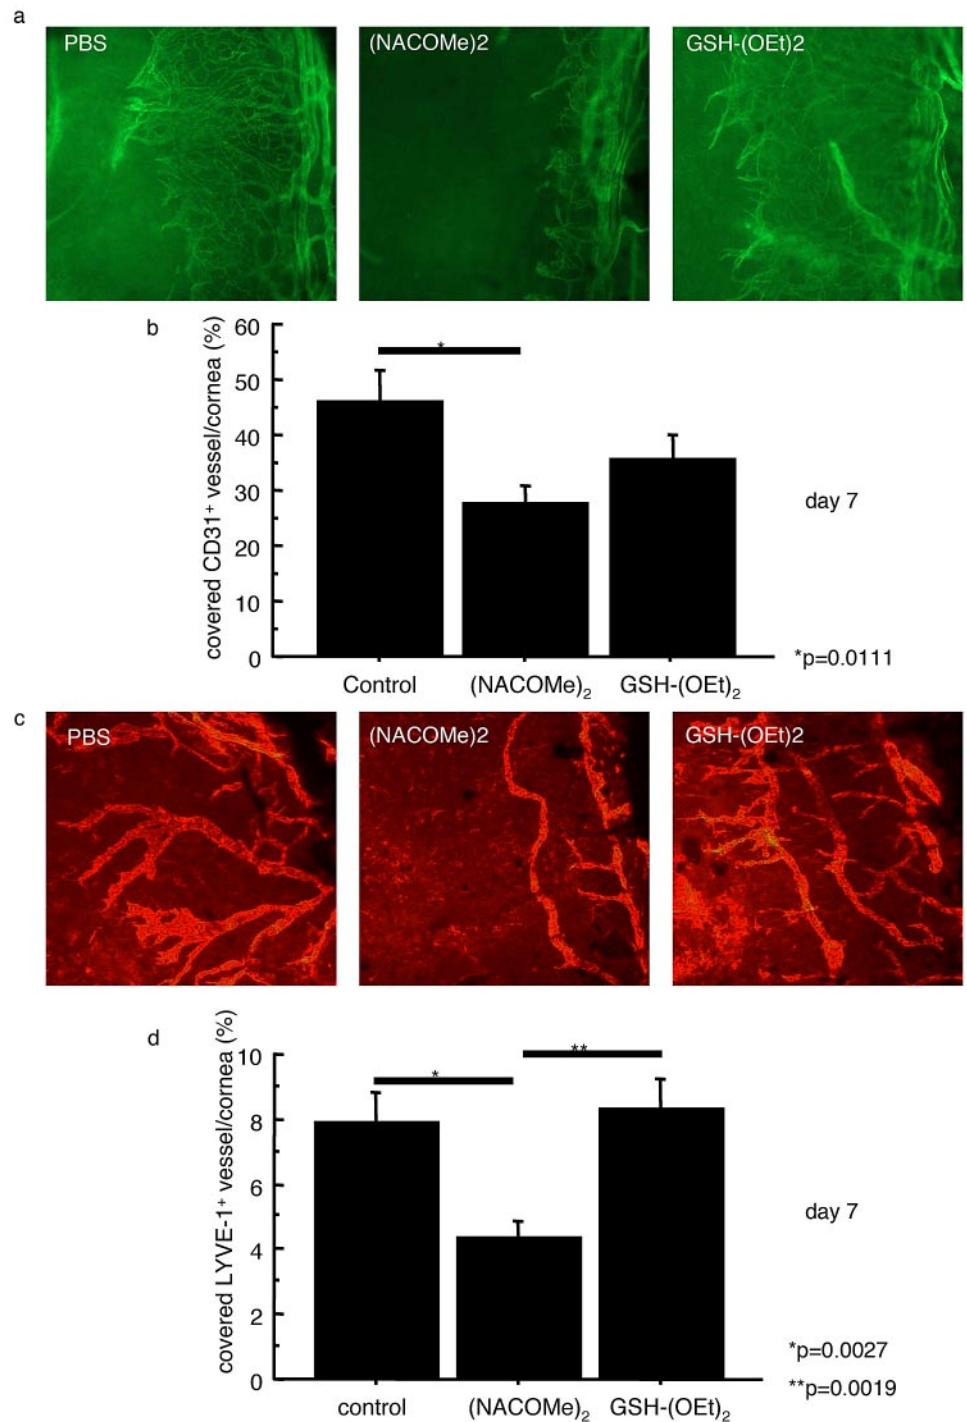 a
PBS
(NACOMe)2
GSH-(OEt)2
b
covered CD31⁺ vessel/cornea (%)
60
50
40
30
20
10
0
*
day 7
*p=0.0111
Control
(NACOMe)₂
GSH-(OEt)₂
c
PBS
(NACOMe)2
GSH-(OEt)2
d
covered LYVE-1⁺ vessel/cornea (%)
10
8
6
4
2
0
*
**
day 7
*p=0.0027
**p=0.0019
control
(NACOMe)₂
GSH-(OEt)₂